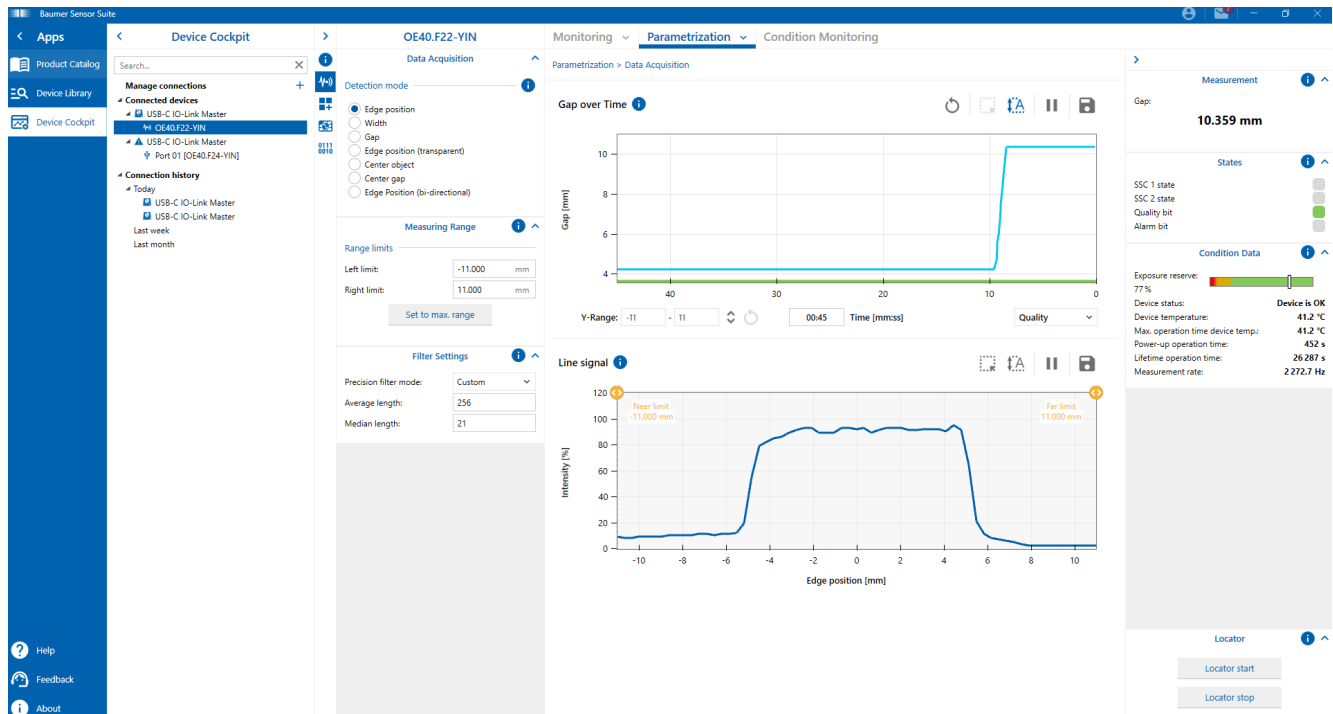 Baumer Sensor Suite
Apps
Product Catalog
Device Library
Device Cockpit
Help
Feedback
About
Device Cockpit
Search...
Manage connections
Connected devices
USB-C IO-Link Master
OE40.F22-YIN
USB-C IO-Link Master
Port 01 [OE40.F24-YIN]
Connection history
Today
USB-C IO-Link Master
USB-C IO-Link Master
Last week
Last month
0111
0010
OE40.F22-YIN
Data Acquisition
Detection mode
Edge position
Width
Gap
Edge position (transparent)
Center object
Center gap
Edge Position (bi-directional)
Measuring Range
Range limits
Left limit: -11.000 mm
Right limit: 11.000 mm
Set to max. range
Filter Settings
Precision filter mode: Custom
Average length: 256
Median length: 21
Monitoring Parametrization Condition Monitoring
Parametrization > Data Acquisition
Gap over Time
Gap [mm]
10
8
6
4
40 30 20 10 0
Y-Range: -11 - 11 00:45 Time [mm:ss] Quality
Line signal
Intensity [%]
120
100
80
60
40
20
0
Near limit
-11.000 mm
Far limit
11.000 mm
-10 -8 -6 -4 -2 0 2 4 6 8 10
Edge position [mm]
Measurement
Gap:
10.359 mm
States
SSC 1 state
SSC 2 state
Quality bit
Alarm bit
Condition Data
Exposure reserve:
77 %
Device status: Device is OK
Device temperature: 41.2 °C
Max. operation time device temp.: 41.2 °C
Power-up operation time: 452 s
Lifetime operation time: 26 287 s
Measurement rate: 2 272.7 Hz
Locator
Locator start
Locator stop